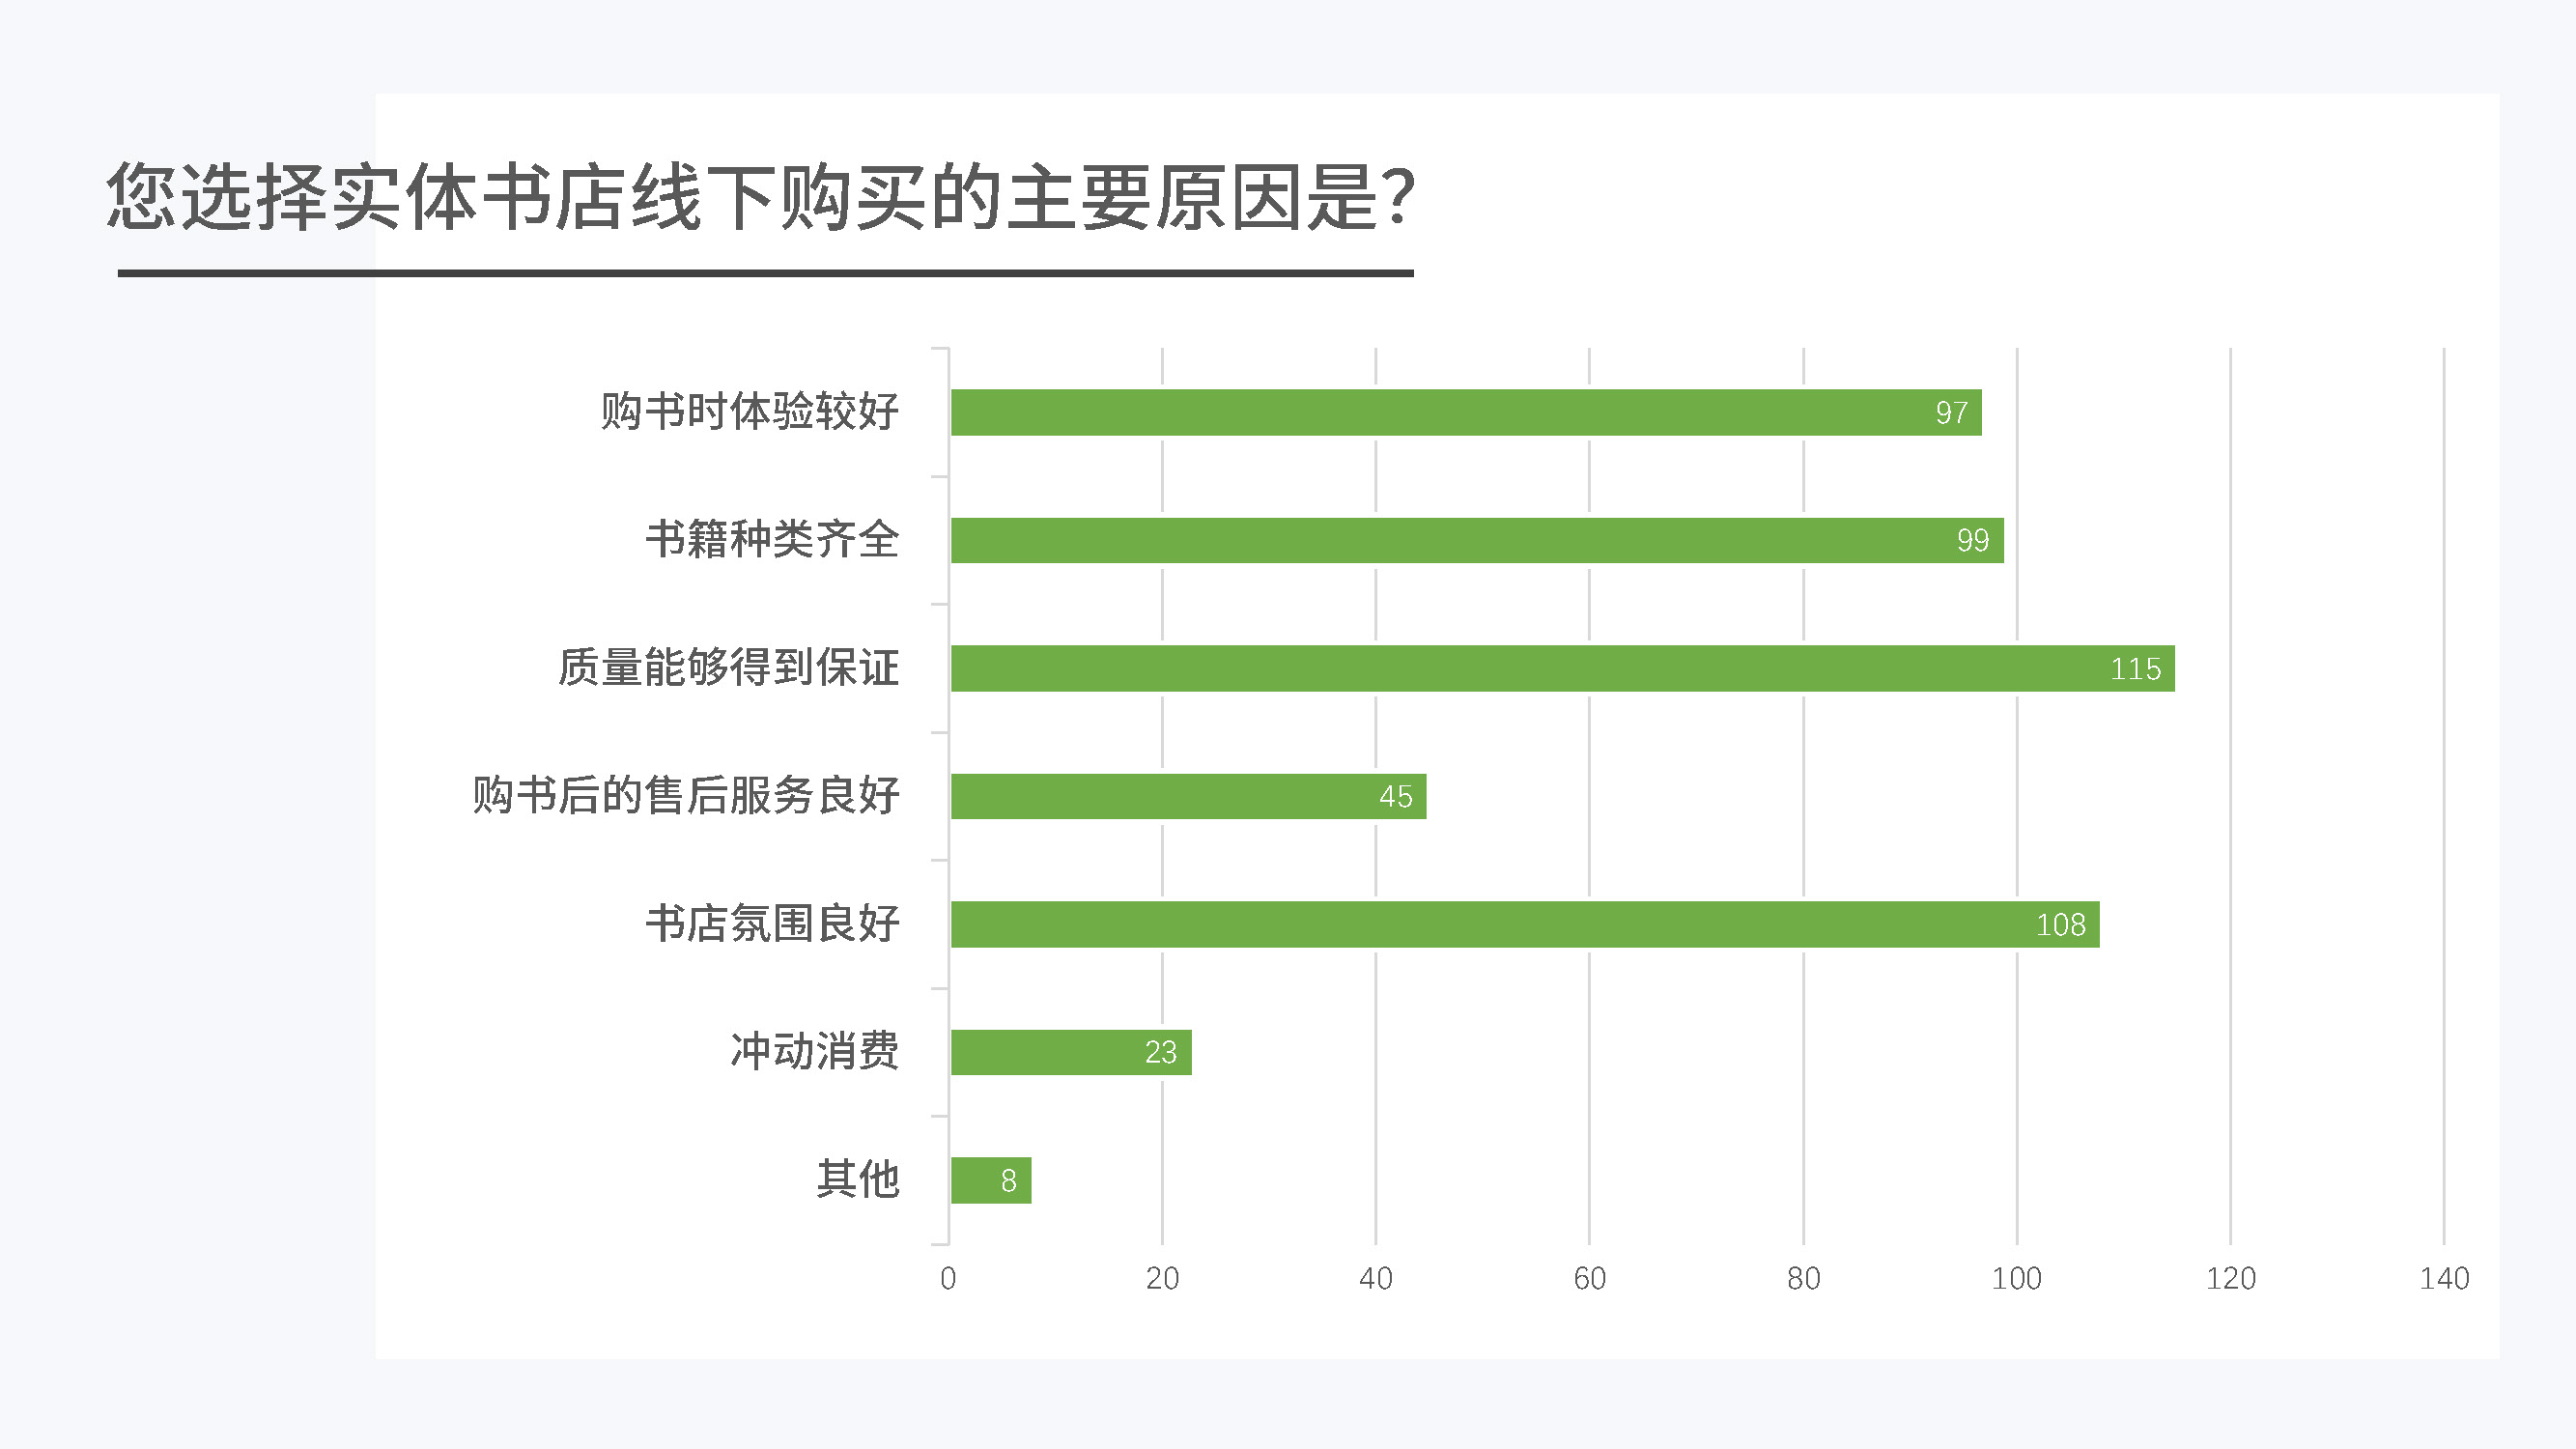 您选择实体书店线下购买的主要原因是?
购书时体验较好 97
书籍种类齐全 99
质量能够得到保证 115
购书后的售后服务良好 45
书店氛围良好 108
冲动消费 23
其他 8
0 20 40 60 80 100 120 140